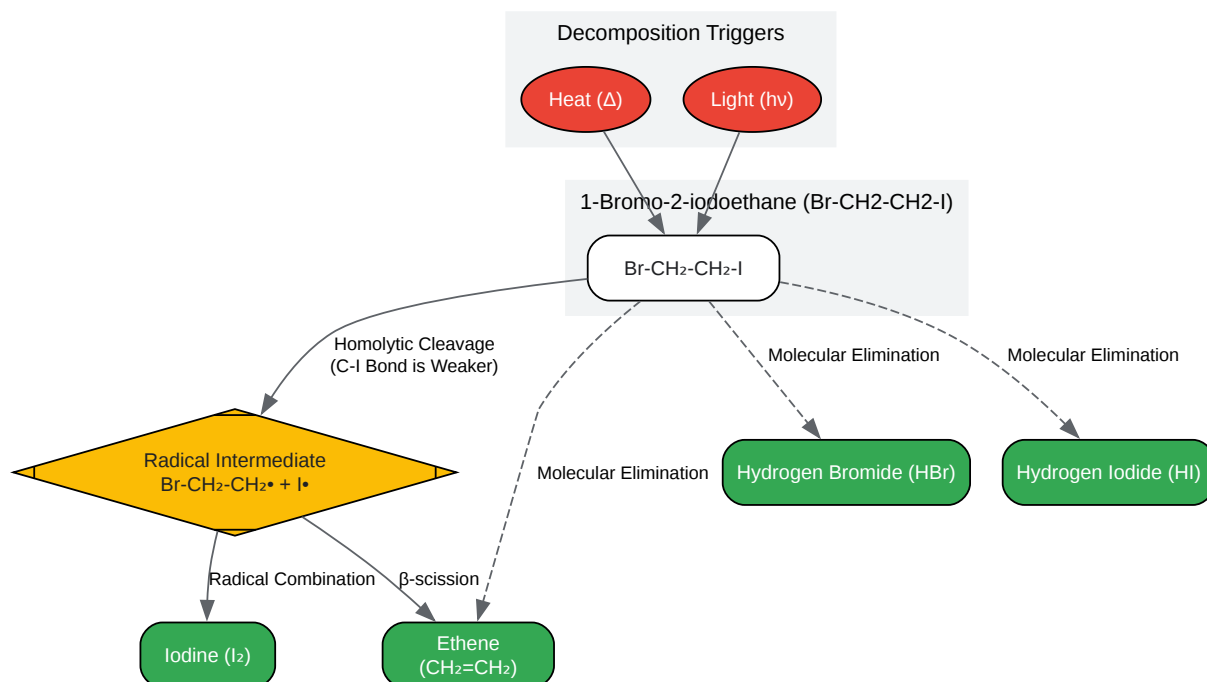 Decomposition Triggers
Heat (Δ)
Light (hν)
1-Bromo-2-iodoethane (Br-CH2-CH2-I)
Br-CH₂-CH₂-I
Homolytic Cleavage
(C-I Bond is Weaker)
Molecular Elimination
Molecular Elimination
Radical Intermediate
Br-CH₂-CH₂• + I•
Molecular Elimination
Hydrogen Bromide (HBr)
Hydrogen Iodide (HI)
Radical Combination
β-scission
Iodine (I₂)
Ethene
(CH₂=CH₂)